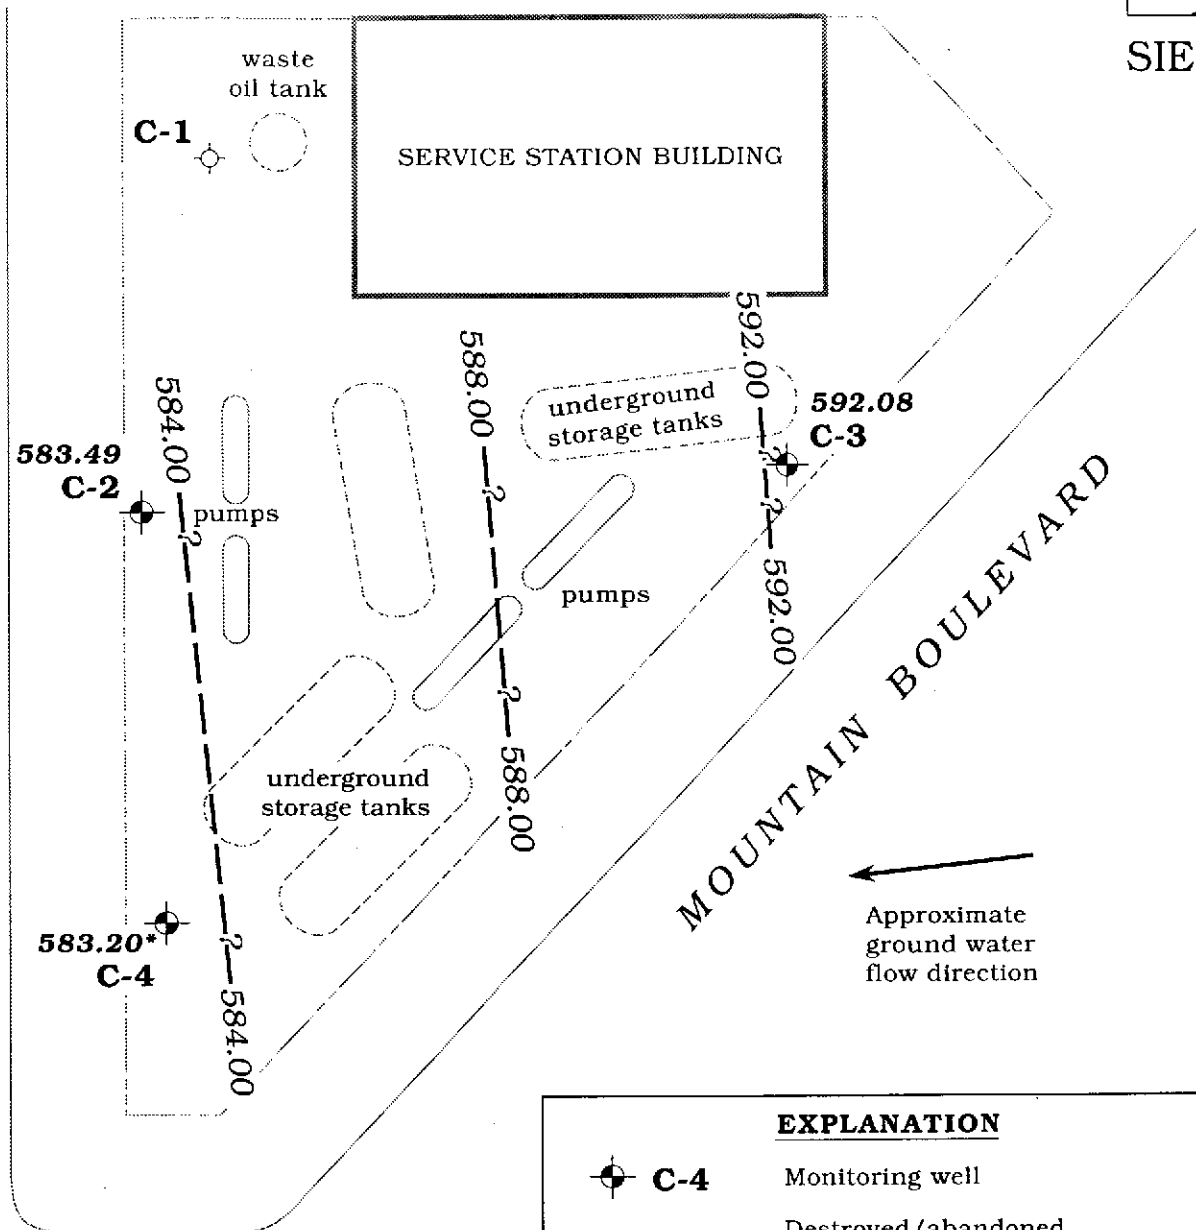 SIE
waste
oil tank
C-1
SERVICE STATION BUILDING
592.00
588.00
584.00
underground
storage tanks
592.08
C-3
583.49
C-2
?
?
?
?
pumps
592.00
pumps
MOUNTAIN BOULEVARD
?
588.00
underground
storage tanks
583.20*
C-4
?
584.00
Approximate
ground water
flow direction
EXPLANATION
C-4 Monitoring well
Destroyed/abandoned